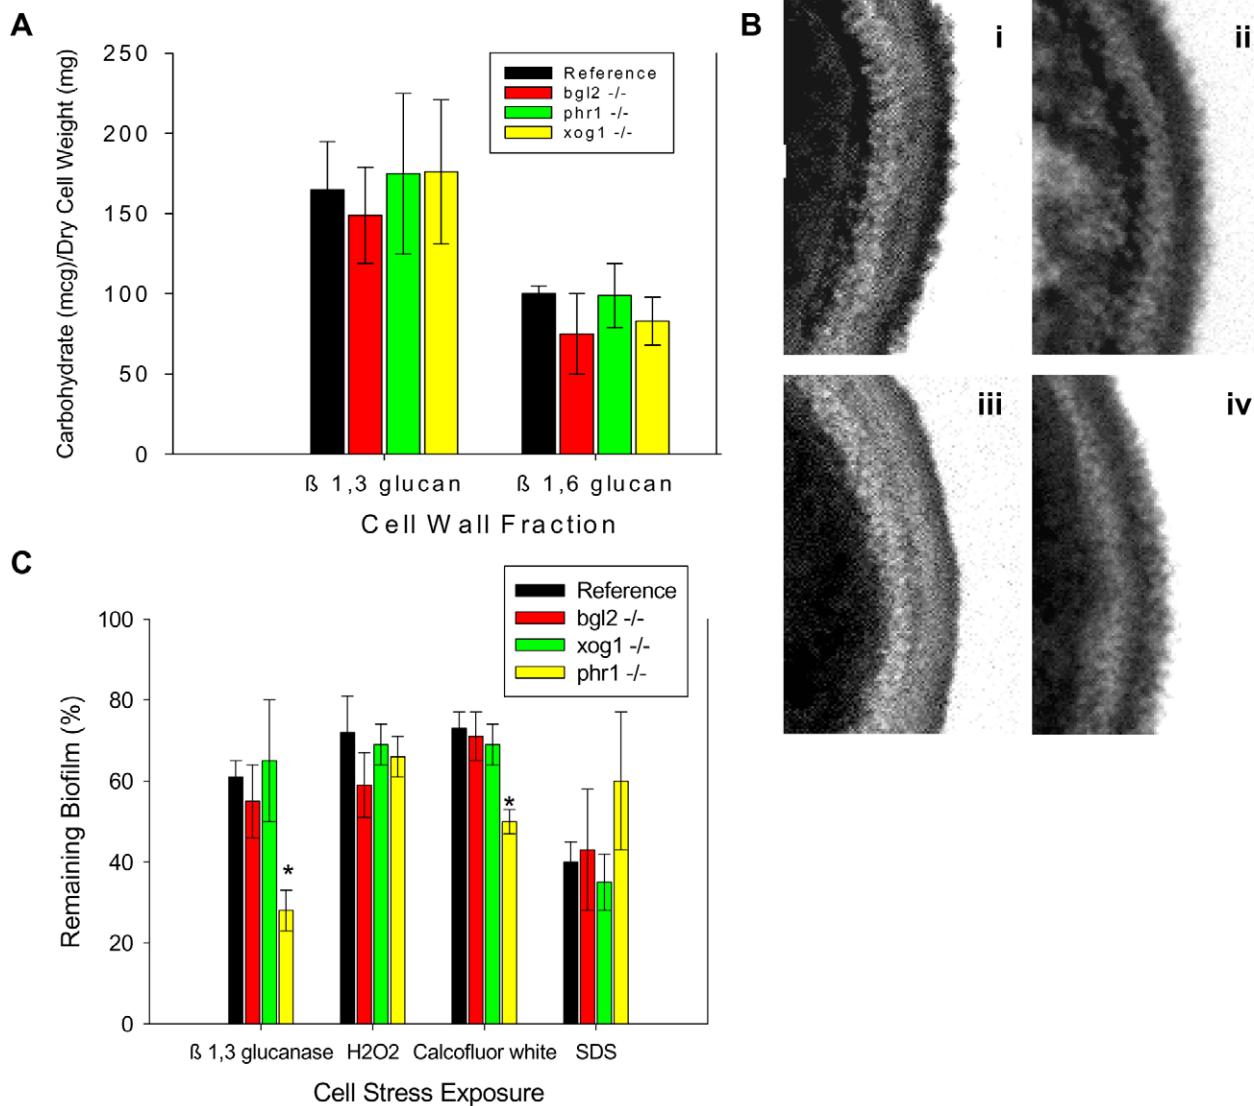 A
Carbohydrate (mcg)/Dry Cell Weight (mg)
250
200
150
100
50
0
Reference
bgl2 -/-
phr1 -/-
xog1 -/-
ß 1,3 glucan
ß 1,6 glucan
Cell Wall Fraction
B
i
ii
iii
iv
C
Remaining Biofilm (%)
100
80
60
40
20
0
Reference
bgl2 -/-
xog1 -/-
phr1 -/-
*
*
ß 1,3 glucanase
H2O2
Calcofluor white
SDS
Cell Stress Exposure